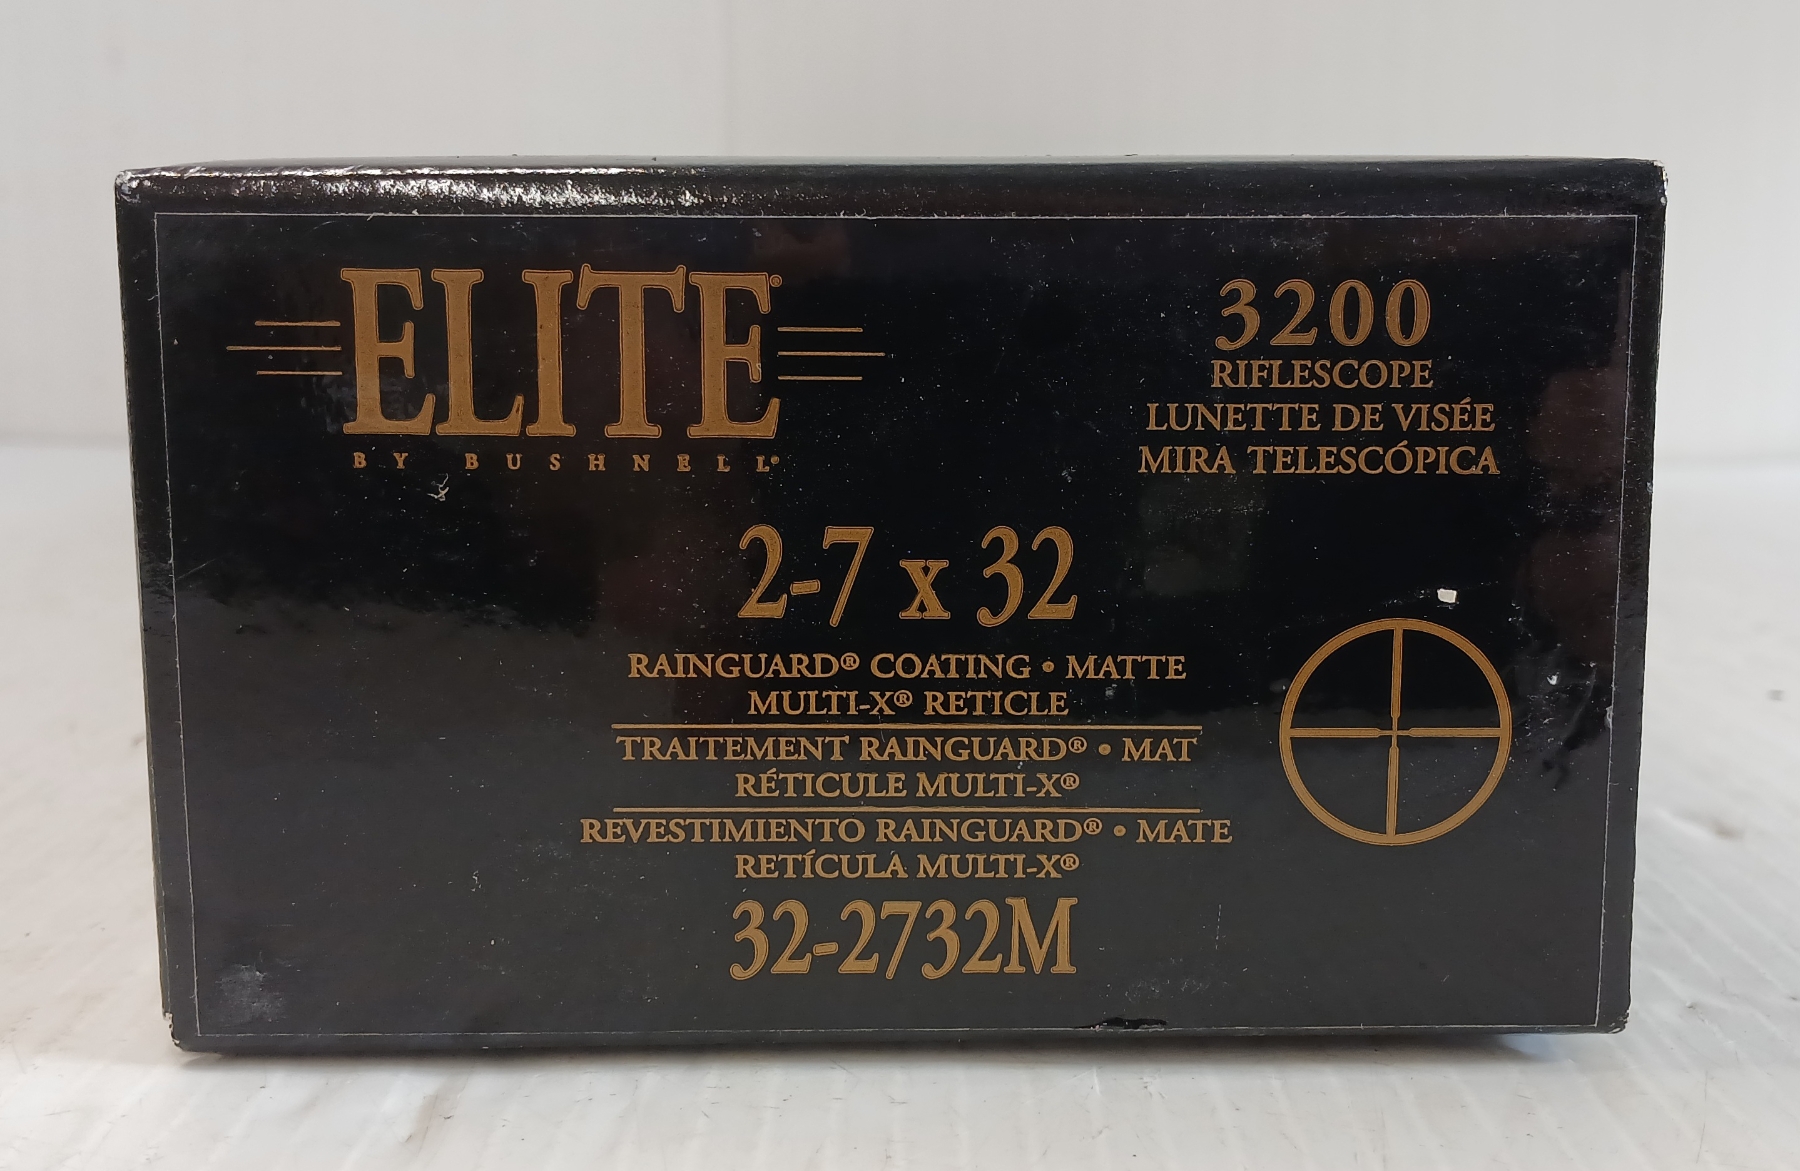 ELITE®
BY BUSHNELL®
3200
RIFLESCOPE
LUNETTE DE VISÉE
MIRA TELESCÓPICA
2-7 x 32
RAINGUARD® COATING • MATTE
MULTI-X® RETICLE
TRAITEMENT RAINGUARD® • MAT
RÉTICULE MULTI-X®
REVESTIMIENTO RAINGUARD® • MATE
RETÍCULA MULTI-X®
32-2732M